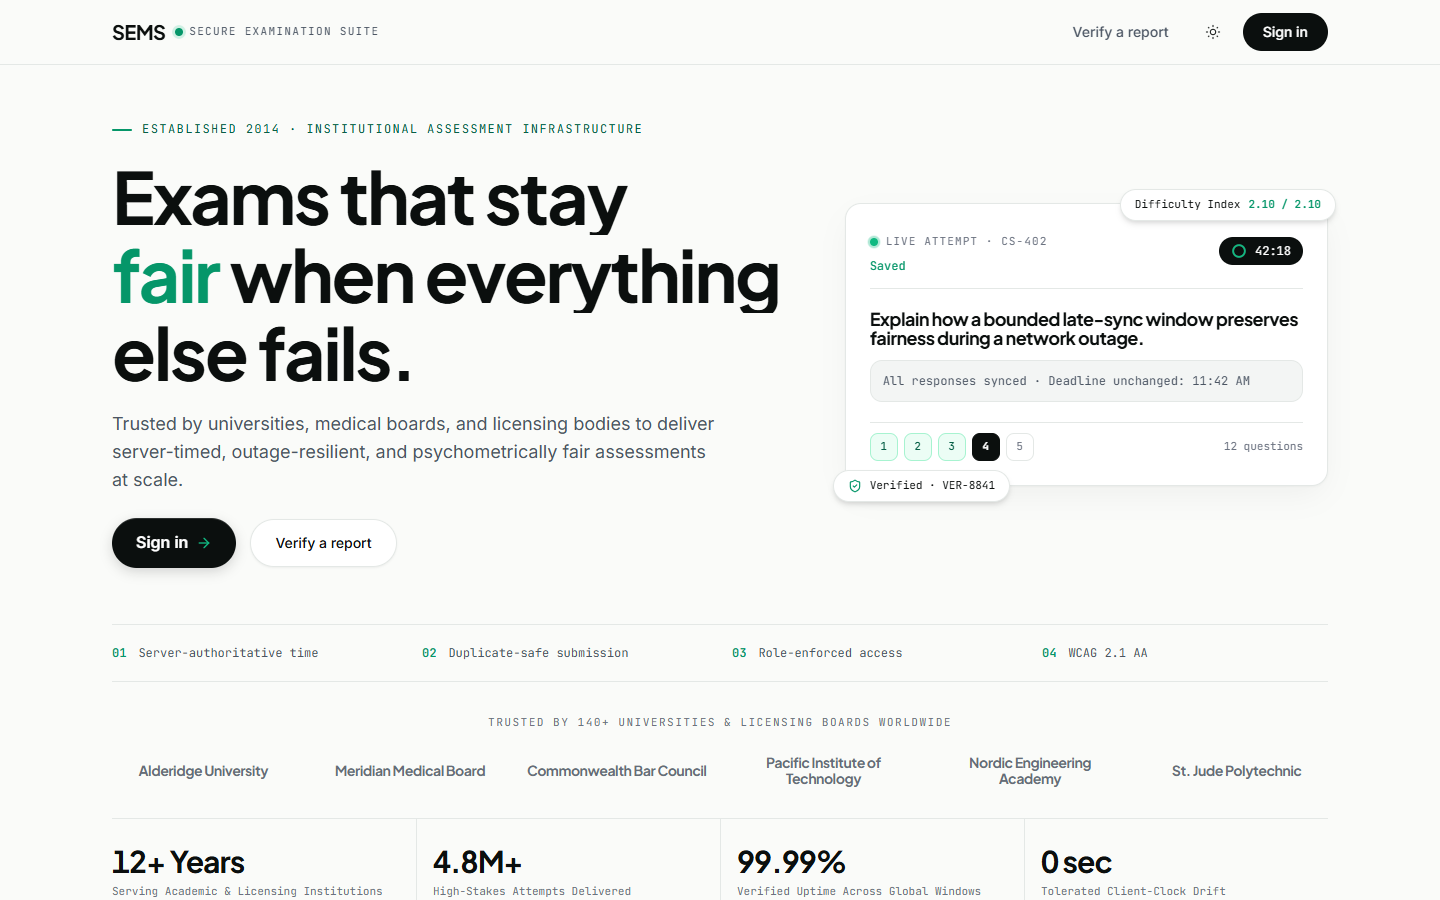 SEMS SECURE EXAMINATION SUITE
Verify a report
Sign in
ESTABLISHED 2014 · INSTITUTIONAL ASSESSMENT INFRASTRUCTURE
Exams that stay
fair when everything
else fails.
Trusted by universities, medical boards, and licensing bodies to deliver
server-timed, outage-resilient, and psychometrically fair assessments
at scale.
Sign in →
Verify a report
Difficulty Index 2.10 / 2.10
LIVE ATTEMPT · CS-402
Saved
42:18
Explain how a bounded late-sync window preserves
fairness during a network outage.
All responses synced · Deadline unchanged: 11:42 AM
1 2 3 4 5
12 questions
Verified · VER-8841
01 Server-authoritative time
02 Duplicate-safe submission
03 Role-enforced access
04 WCAG 2.1 AA
TRUSTED BY 140+ UNIVERSITIES & LICENSING BOARDS WORLDWIDE
Alderidge University
Meridian Medical Board
Commonwealth Bar Council
Pacific Institute of
Technology
Nordic Engineering
Academy
St. Jude Polytechnic
12+ Years
Serving Academic & Licensing Institutions
4.8M+
High-Stakes Attempts Delivered
99.99%
Verified Uptime Across Global Windows
0 sec
Tolerated Client-Clock Drift